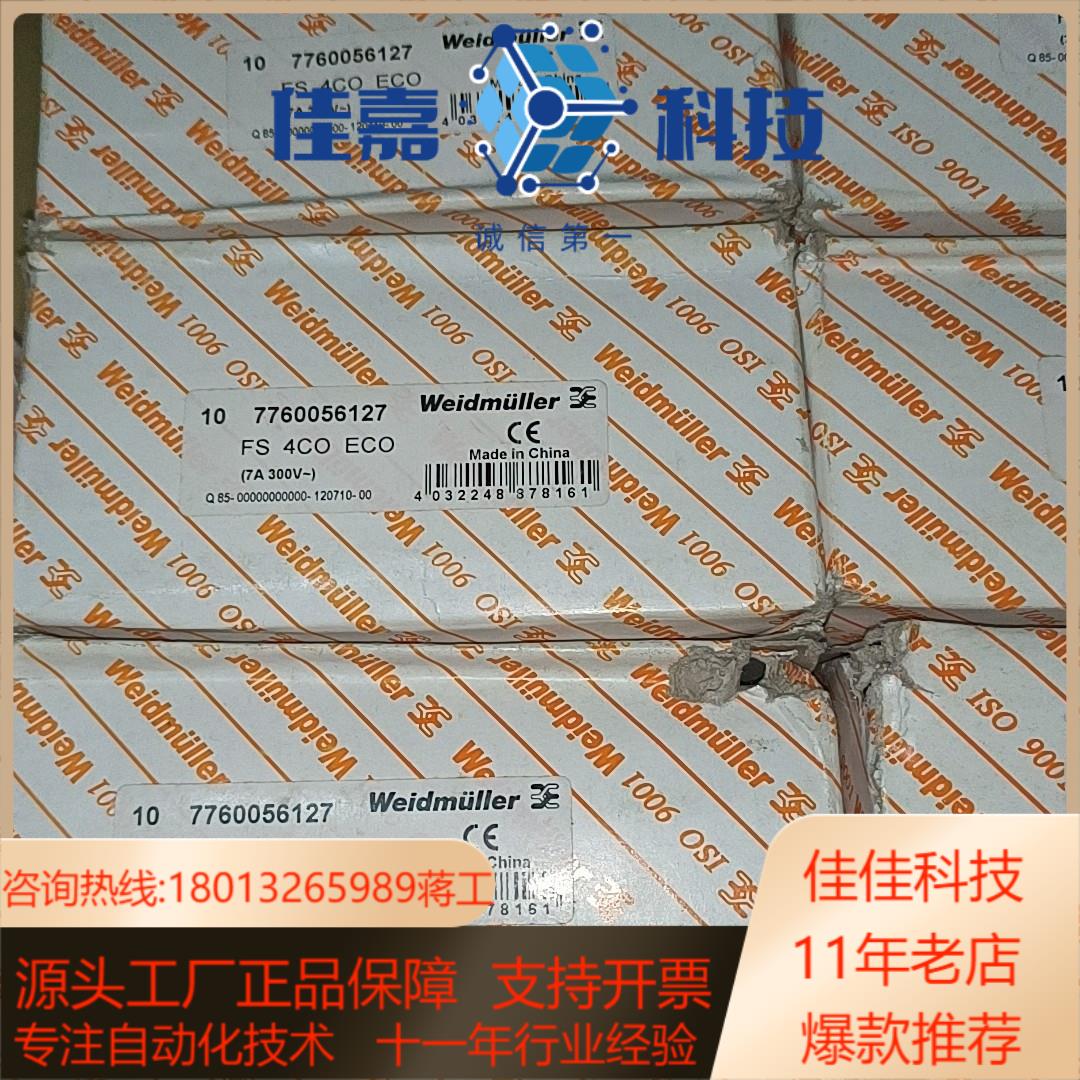 10 7760056127 Weidmüller
FS 4CO ECO
佳嘉 科技
诚信第一
10 7760056127 Weidmüller
FS 4CO ECO CE
(7A 300V~) Made in China
Q 85-00000000000-120710-00 4 032248 378161
10 7760056127 Weidmüller
CE
China
78161
Weidmüller ISO 9001
咨询热线:18013265989蒋工
佳佳科技
11年老店
爆款推荐
源头工厂正品保障 支持开票
专注自动化技术 十一年行业经验